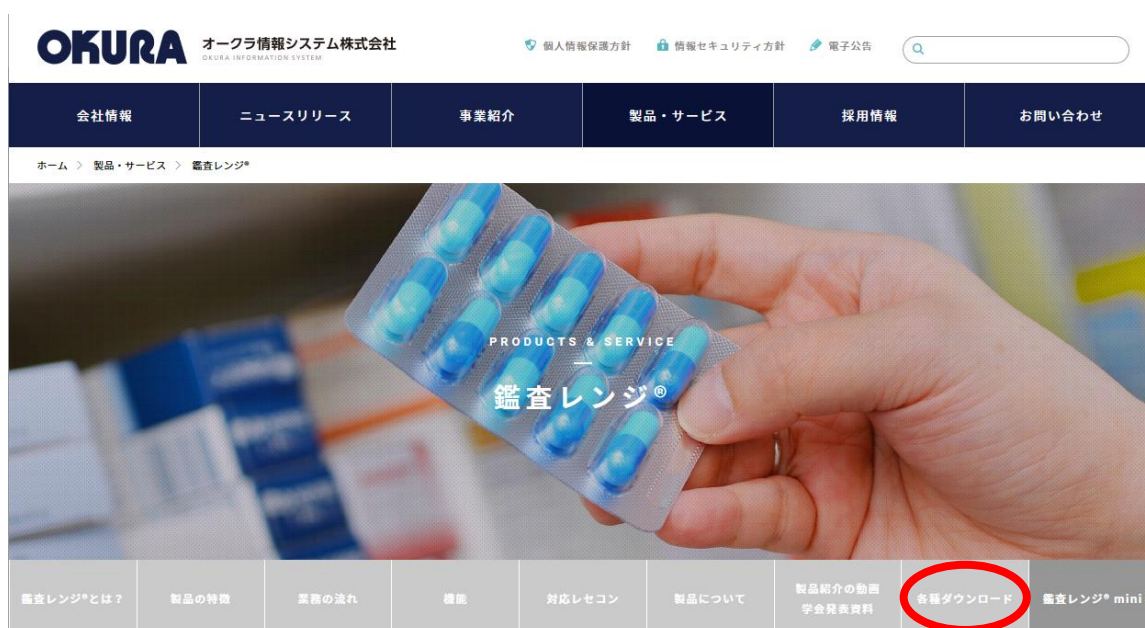 OKURA オークラ情報システム株式会社
OKURA INFORMATION SYSTEM
個人情報保護方針 情報セキュリティ方針 電子公告
会社情報 ニュースリリース 事業紹介 製品・サービス 採用情報 お問い合わせ
ホーム > 製品・サービス > 鑑査レンジ®
PRODUCTS & SERVICE
鑑査レンジ®
鑑査レンジ®とは？ 製品の特徴 業務の流れ 機能 対応レセコン 製品について 製品紹介の動画 各種ダウンロード 鑑査レンジ® mini
学会発表資料